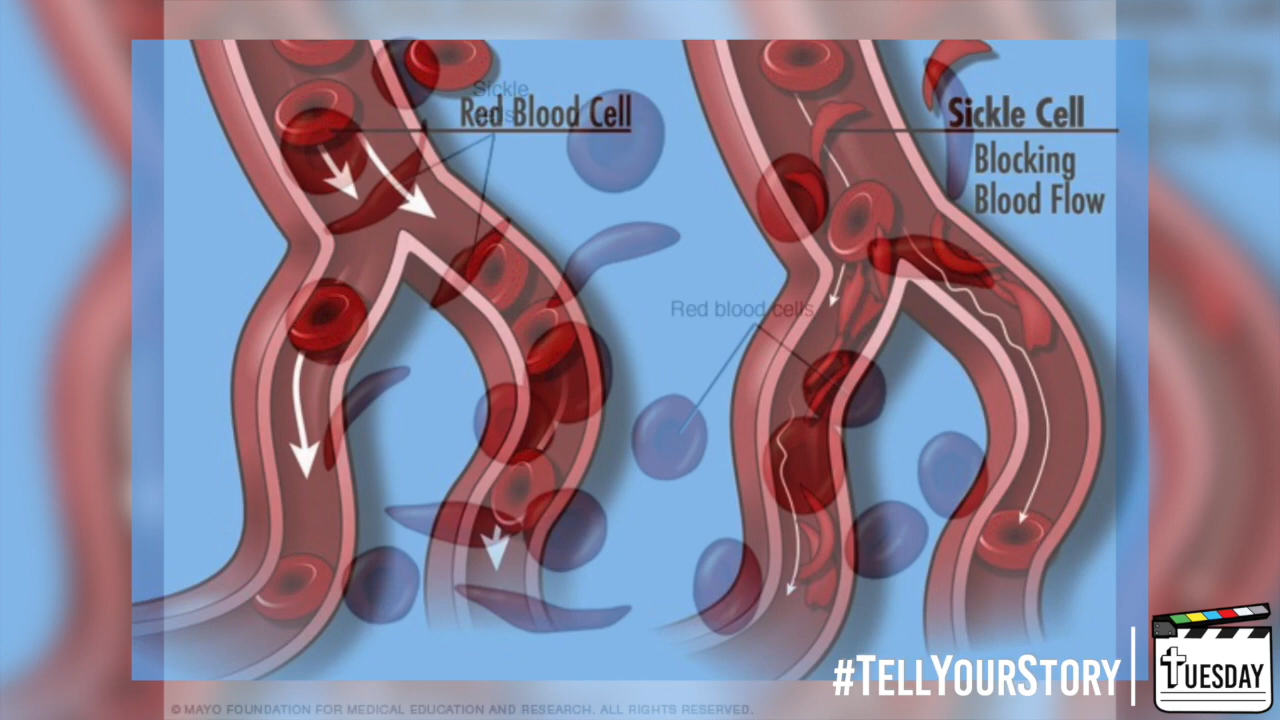 Sickle
Red Blood Cell
Sickle Cell
Blocking
Blood Flow
Red blood cells
#TELLYOURSTORY
TUESDAY
© MAYO FOUNDATION FOR MEDICAL EDUCATION AND RESEARCH. ALL RIGHTS RESERVED.